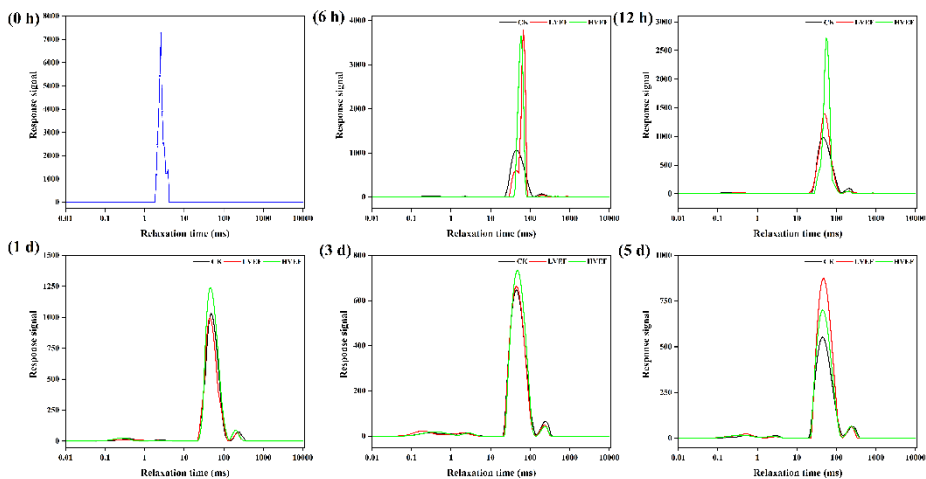 (0 h)
8000
7000
6000
5000
4000
3000
2000
1000
0
Response signal
0.01 0.1 1 10 100 1000 10000
Relaxation time (ms)
(6 h)
CK LVEF HVEF
4000
3000
2000
1000
0
Response signal
0.01 0.1 1 10 100 1000 10000
Relaxation time (ms)
(12 h)
CK LVEF HVEF
3000
2500
2000
1500
1000
500
0
Response signal
0.01 0.1 1 10 100 1000 10000
Relaxation time (ms)
(1 d)
CK LVEF HVEF
1500
1250
1000
750
500
250
0
Response signal
0.01 0.1 1 10 100 1000 10000
Relaxation time (ms)
(3 d)
CK LVEF HVEF
800
600
400
200
0
Response signal
0.01 0.1 1 10 100 1000 10000
Relaxation time (ms)
(5 d)
CK LVEF HVEF
1000
750
500
250
0
Response signal
0.01 0.1 1 10 100 1000 10000
Relaxation time (ms)